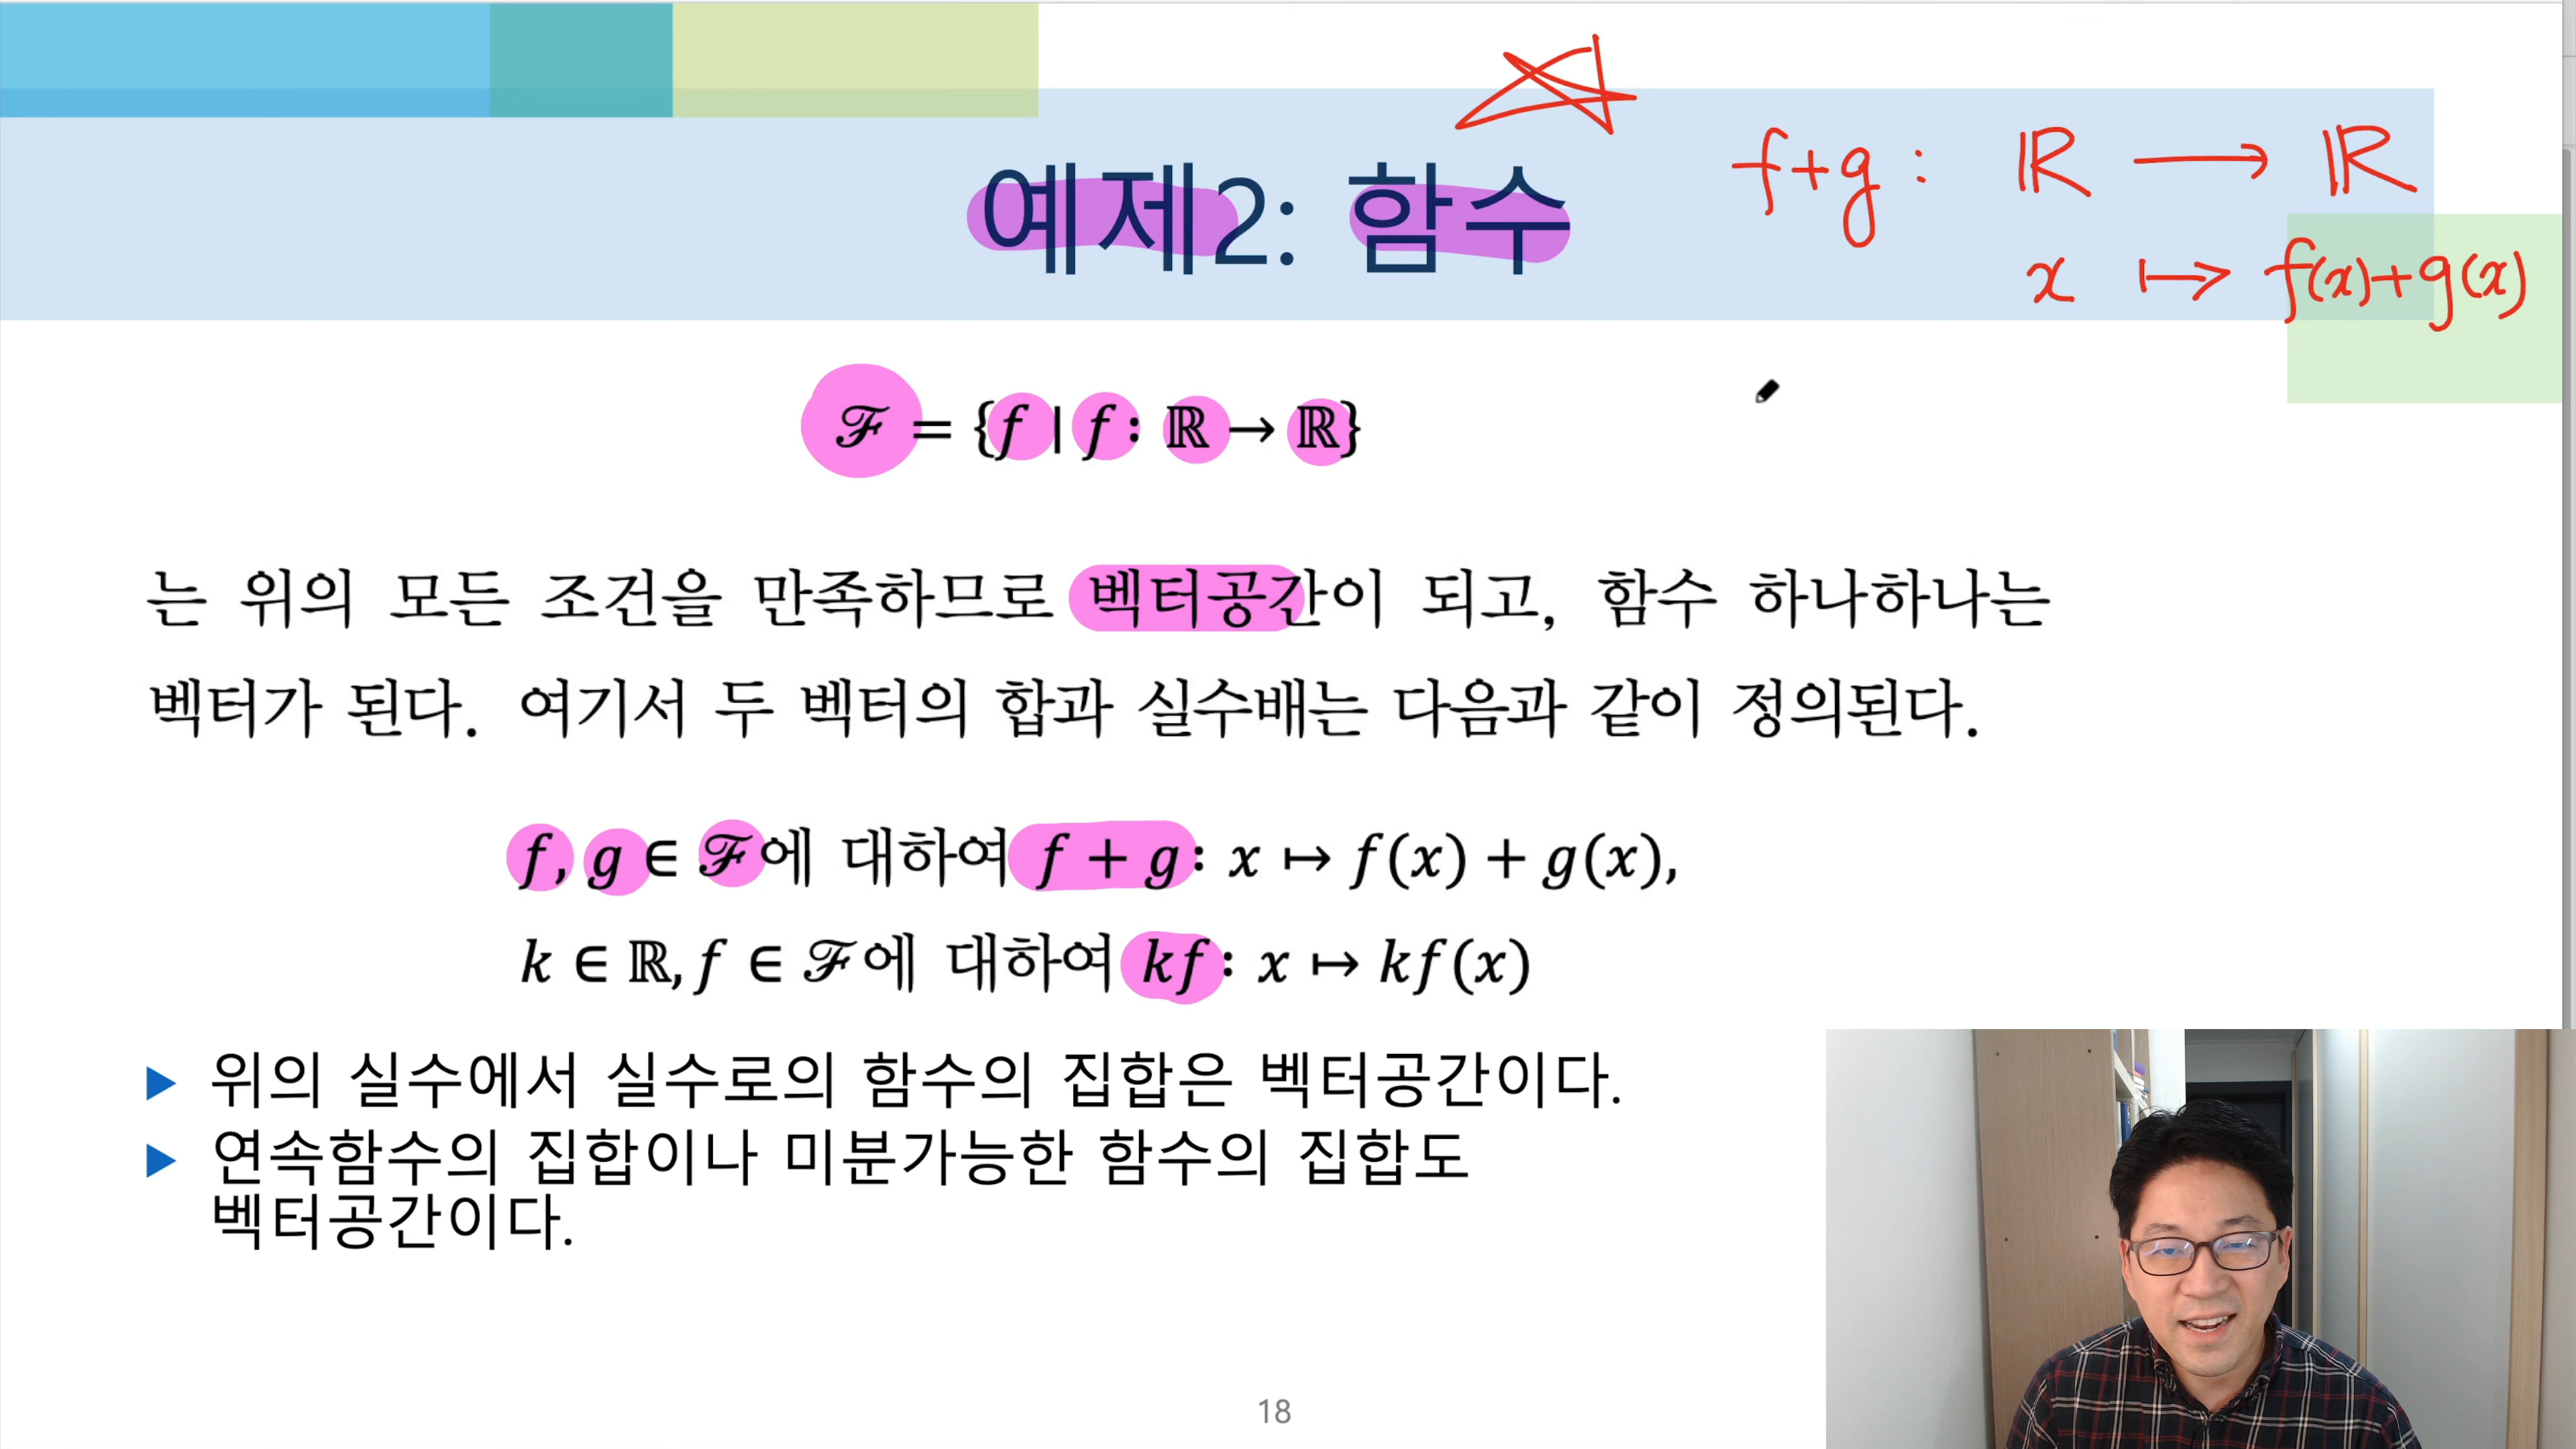 예제2: 함수
f+g : ℝ ⟶ ℝ
x ↦ f(x)+g(x)
ℱ = {f | f: ℝ → ℝ}
는 위의 모든 조건을 만족하므로 벡터공간이 되고, 함수 하나하나는
벡터가 된다. 여기서 두 벡터의 합과 실수배는 다음과 같이 정의된다.
f, g ∈ ℱ에 대하여 f + g: x ↦ f(x) + g(x),
k ∈ ℝ, f ∈ ℱ에 대하여 kf: x ↦ kf(x)
▶ 위의 실수에서 실수로의 함수의 집합은 벡터공간이다.
▶ 연속함수의 집합이나 미분가능한 함수의 집합도
벡터공간이다.
18